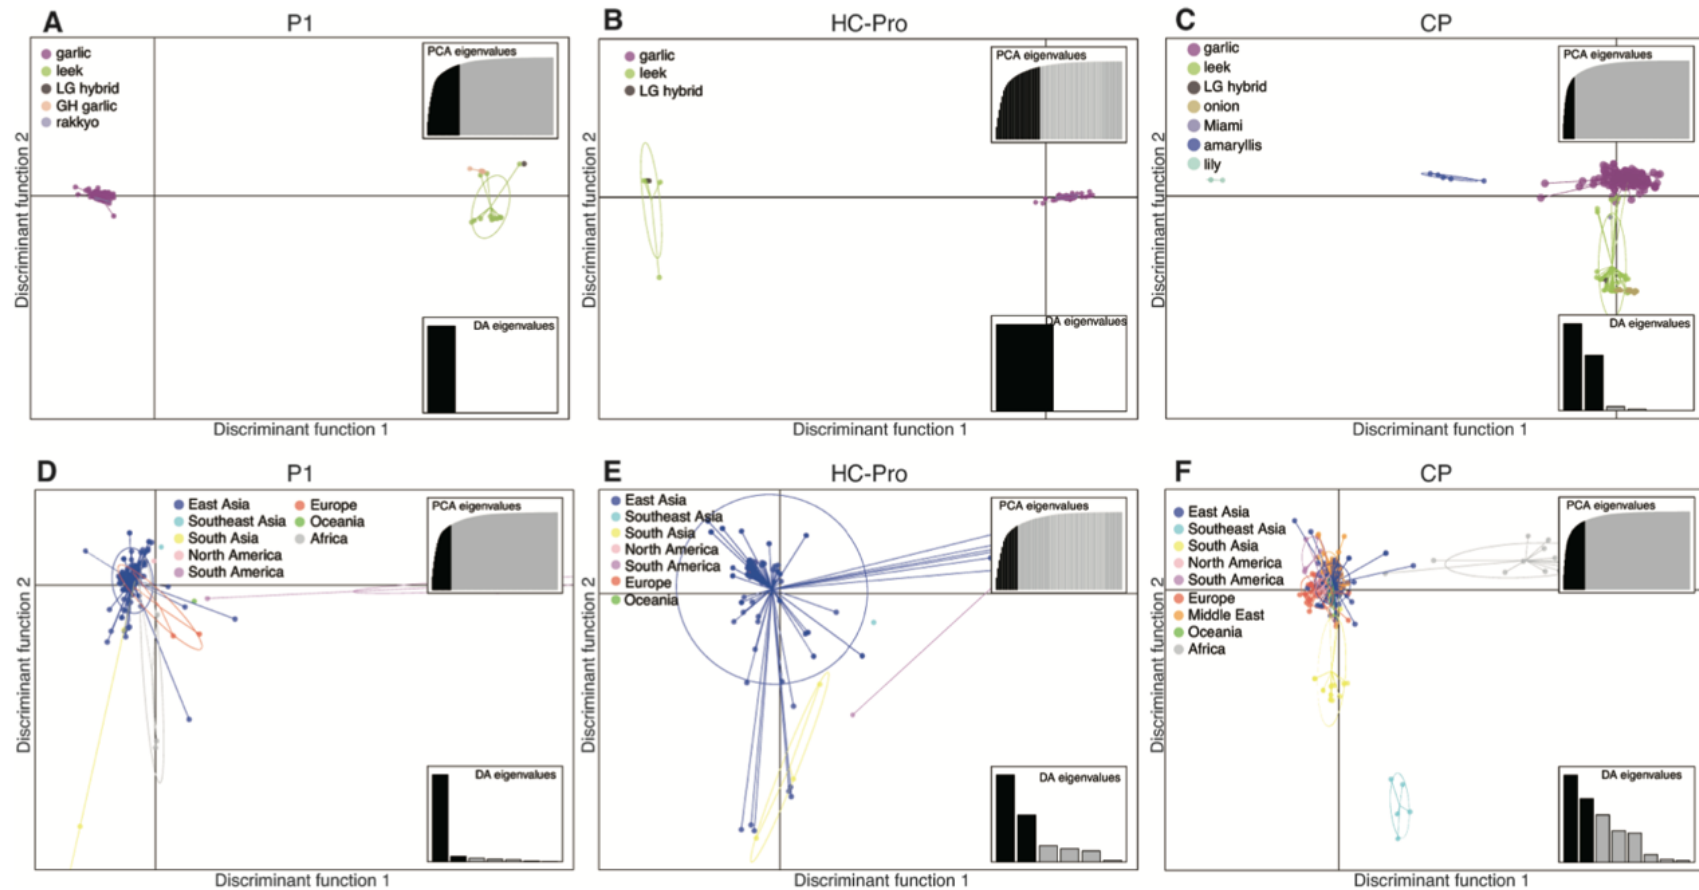 A
P1
garlic
leek
LG hybrid
GH garlic
rakkyo
PCA eigenvalues
DA eigenvalues
Discriminant function 2
Discriminant function 1
B
HC-Pro
garlic
leek
LG hybrid
PCA eigenvalues
DA eigenvalues
Discriminant function 2
Discriminant function 1
C
CP
garlic
leek
LG hybrid
onion
Miami
amaryllis
lily
PCA eigenvalues
DA eigenvalues
Discriminant function 2
Discriminant function 1
D
P1
East Asia
Southeast Asia
South Asia
North America
South America
Europe
Oceania
Africa
PCA eigenvalues
DA eigenvalues
Discriminant function 2
Discriminant function 1
E
HC-Pro
East Asia
Southeast Asia
South Asia
North America
South America
Europe
Oceania
PCA eigenvalues
DA eigenvalues
Discriminant function 2
Discriminant function 1
F
CP
East Asia
Southeast Asia
South Asia
North America
South America
Europe
Middle East
Oceania
Africa
PCA eigenvalues
DA eigenvalues
Discriminant function 2
Discriminant function 1